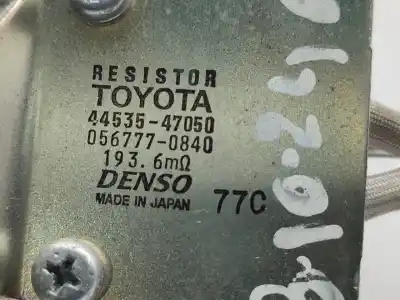 RESISTOR
TOYOTA
44535-47050
056777-0840
193.6mΩ
DENSO
MADE IN JAPAN 77C